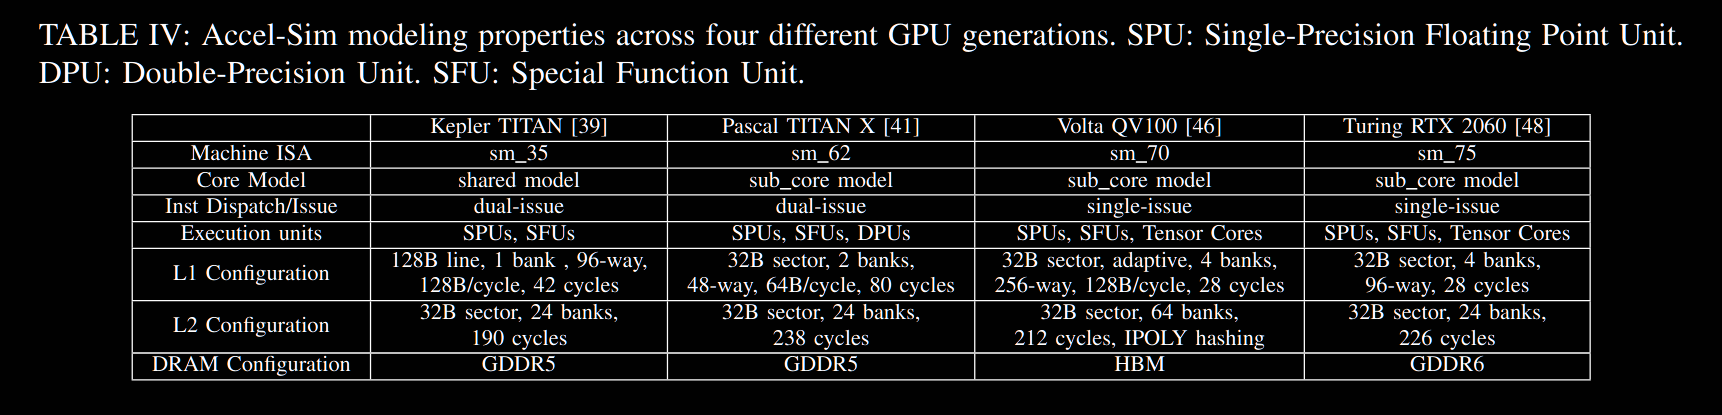 TABLE IV: Accel-Sim modeling properties across four different GPU generations. SPU: Single-Precision Floating Point Unit.
DPU: Double-Precision Unit. SFU: Special Function Unit.
Kepler TITAN [39] Pascal TITAN X [41] Volta QV100 [46] Turing RTX 2060 [48]
Machine ISA sm_35 sm_62 sm_70 sm_75
Core Model shared model sub_core model sub_core model sub_core model
Inst Dispatch/Issue dual-issue dual-issue single-issue single-issue
Execution units SPUs, SFUs SPUs, SFUs, DPUs SPUs, SFUs, Tensor Cores SPUs, SFUs, Tensor Cores
L1 Configuration
128B line, 1 bank , 96-way,
128B/cycle, 42 cycles
32B sector, 2 banks,
48-way, 64B/cycle, 80 cycles
32B sector, adaptive, 4 banks,
256-way, 128B/cycle, 28 cycles
32B sector, 4 banks,
96-way, 28 cycles
L2 Configuration
32B sector, 24 banks,
190 cycles
32B sector, 24 banks,
238 cycles
32B sector, 64 banks,
212 cycles, IPOLY hashing
32B sector, 24 banks,
226 cycles
DRAM Configuration GDDR5 GDDR5 HBM GDDR6